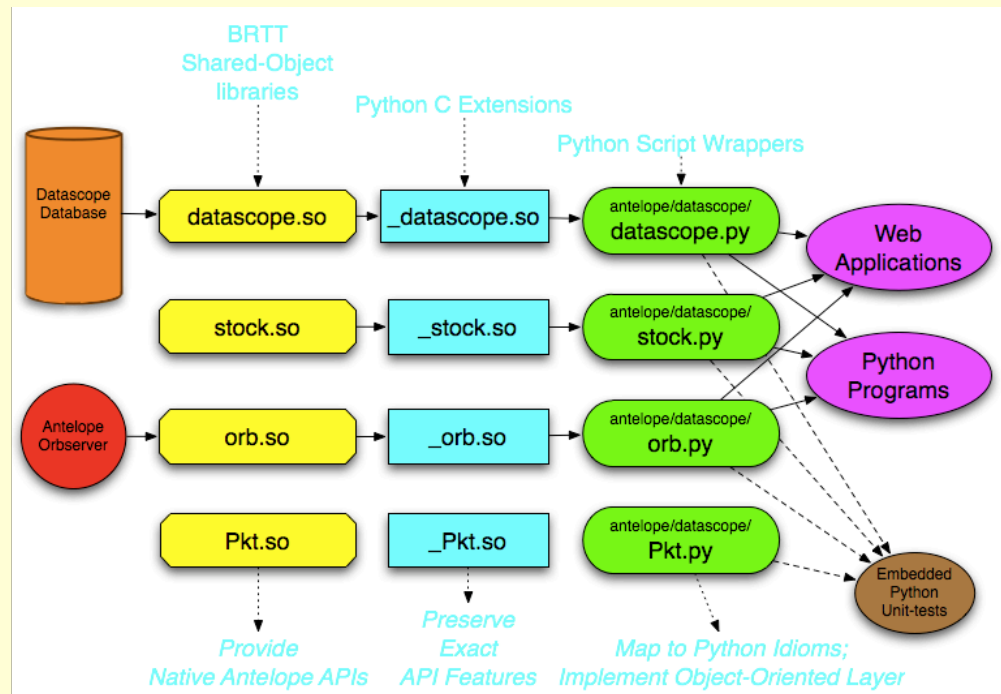 BRTT
Shared-Object
libraries
Python C Extensions
Python Script Wrappers
Datascope
Database
datascope.so
_datascope.so
antelope/datascope/
datascope.py
Web
Applications
stock.so
_stock.so
antelope/datascope/
stock.py
Python
Programs
Antelope
Orbserver
orb.so
_orb.so
antelope/datascope/
orb.py
Pkt.so
_Pkt.so
antelope/datascope/
Pkt.py
Embedded
Python
Unit-tests
Provide
Native Antelope APIs
Preserve
Exact
API Features
Map to Python Idioms;
Implement Object-Oriented Layer